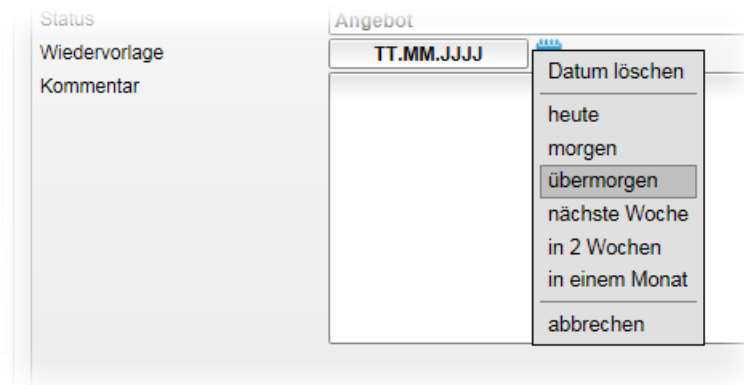 Status Angebot
Wiedervorlage TT.MM.JJJJ
Kommentar
Datum löschen
heute
morgen
übermorgen
nächste Woche
in 2 Wochen
in einem Monat
abbrechen